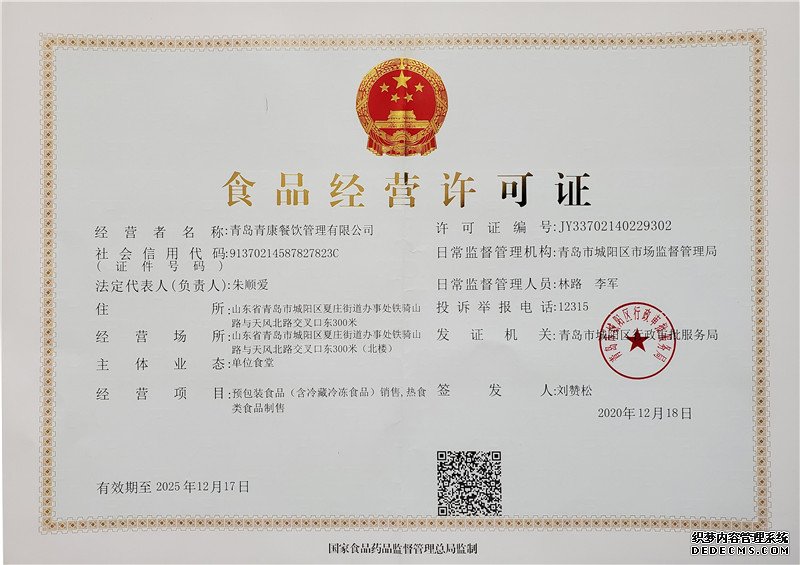 食品经营许可证
经营者名称:青岛青康餐饮管理有限公司
社会信用代码:91370214587827823C
(证件号码)
法定代表人(负责人):朱顺爱
住所:山东省青岛市城阳区夏庄街道办事处铁骑山
路与天风北路交叉口东300米
经营场所:山东省青岛市城阳区夏庄街道办事处铁骑山
路与天风北路交叉口东300米（北楼）
主体业态:单位食堂
经营项目:预包装食品（含冷藏冷冻食品）销售,热食
类食品制售
有效期至 2025年12月17日
许可证编号:JY33702140229302
日常监督管理机构:青岛市城阳区市场监督管理局
日常监督管理人员:林路 李军
投诉举报电话:12315
发证机关:青岛市城阳区行政审批服务局
签发人:刘赞松
2020年12月18日
国家食品药品监督管理总局监制
织梦内容管理系统
DEDECMS.COM